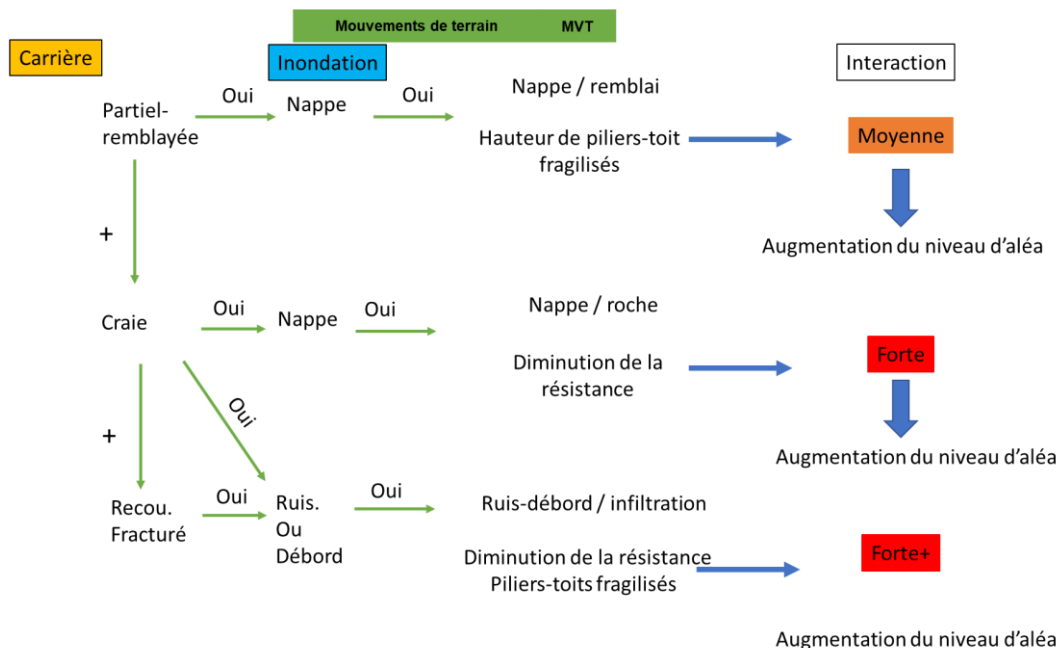 Mouvements de terrain MVT
Carrière
Inondation
Interaction
Partiel-
remblayée
Oui
Nappe
Oui
Nappe / remblai
Hauteur de piliers-toit
fragilisés
Moyenne
Augmentation du niveau d'aléa
+
Craie
Oui
Nappe
Oui
Nappe / roche
Diminution de la
résistance
Forte
Augmentation du niveau d'aléa
+
Oui
Recou.
Fracturé
Oui
Ruis.
Ou
Débord
Oui
Ruis-débord / infiltration
Diminution de la résistance
Piliers-toits fragilisés
Forte+
Augmentation du niveau d'aléa